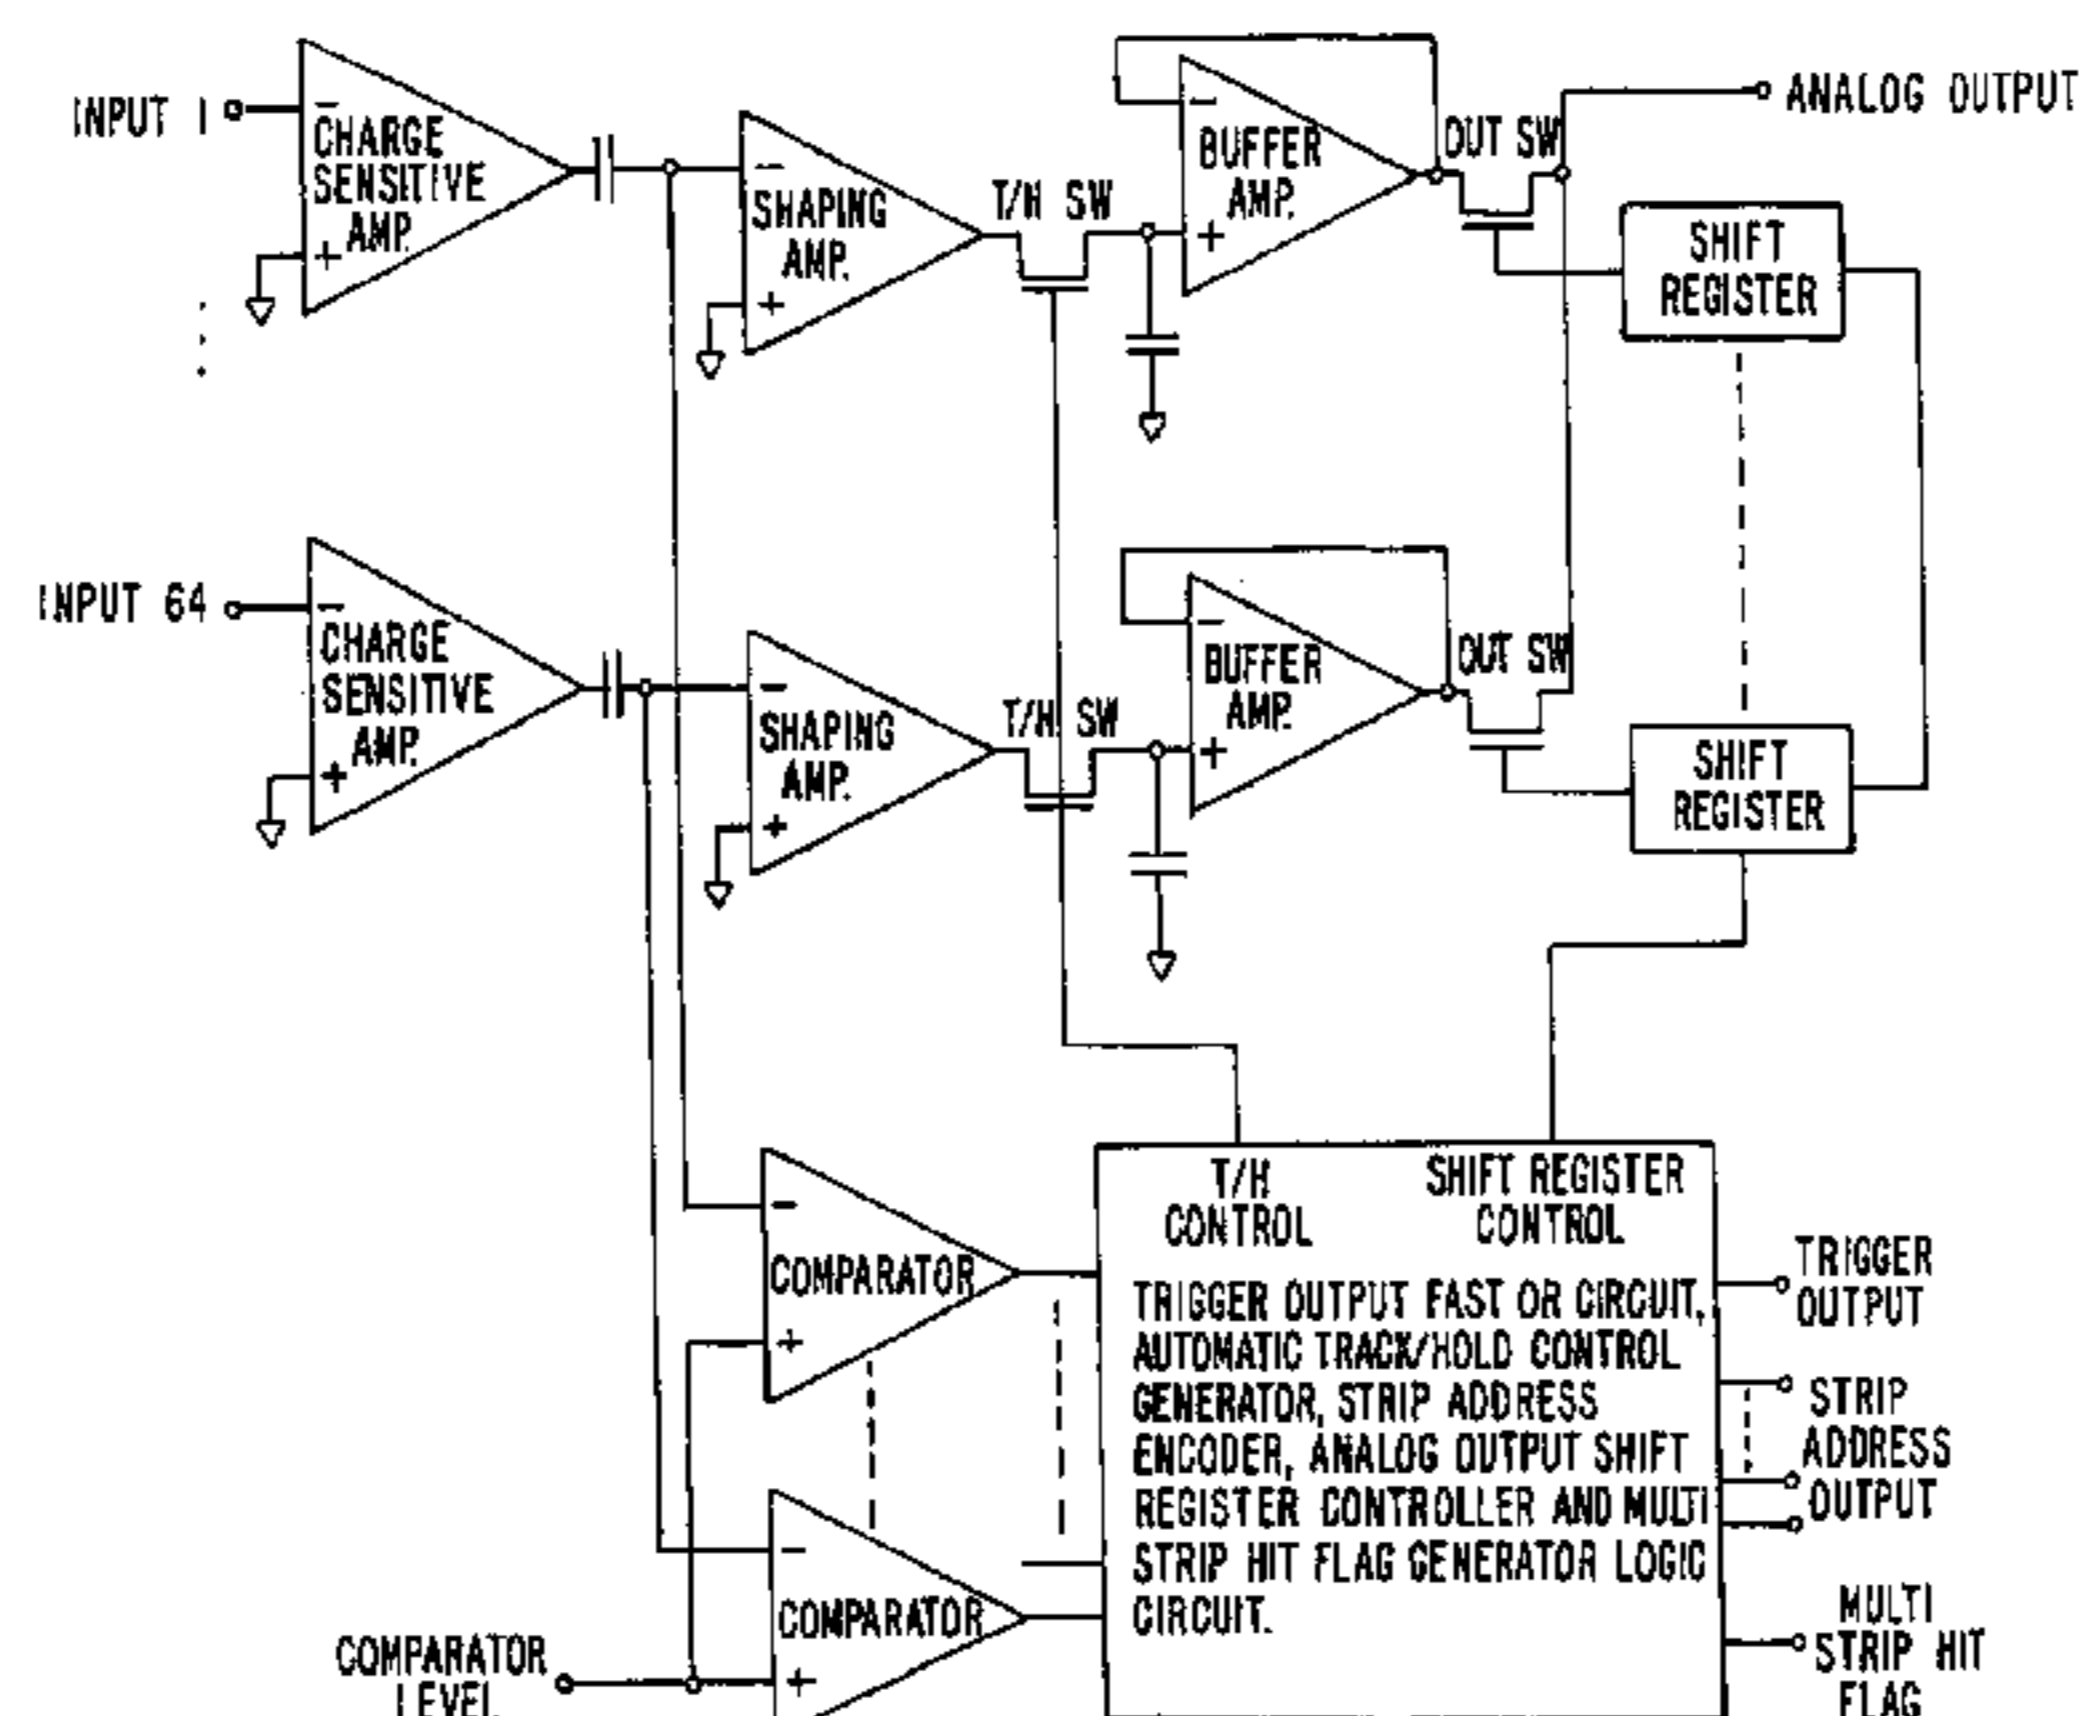 INPUT 1
CHARGE
SENSITIVE
AMP.
SHAPING
AMP.
T/H SW
BUFFER
AMP.
OUT SW
ANALOG OUTPUT
SHIFT
REGISTER
INPUT 64
CHARGE
SENSITIVE
AMP.
SHAPING
AMP.
T/H SW
BUFFER
AMP.
OUT SW
SHIFT
REGISTER
COMPARATOR
COMPARATOR
COMPARATOR
LEVEL
T/H
CONTROL
SHIFT REGISTER
CONTROL
TRIGGER OUTPUT FAST OR CIRCUIT,
AUTOMATIC TRACK/HOLD CONTROL
GENERATOR, STRIP ADDRESS
ENCODER, ANALOG OUTPUT SHIFT
REGISTER CONTROLLER AND MULTI
STRIP HIT FLAG GENERATOR LOGIC
CIRCUIT.
TRIGGER
OUTPUT
STRIP
ADDRESS
OUTPUT
MULTI
STRIP HIT
FLAG